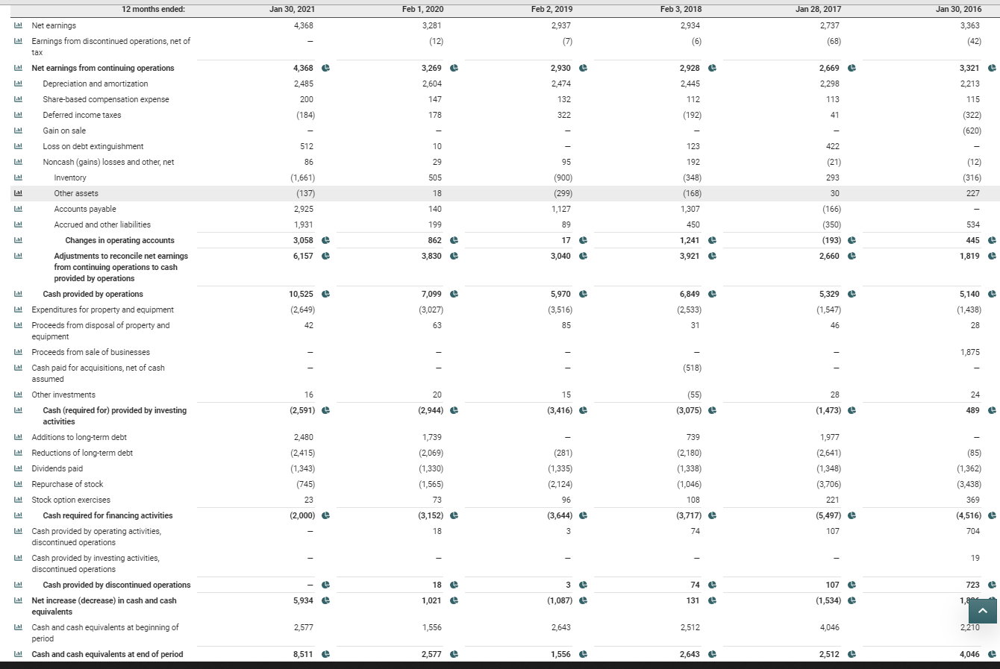 12 months ended: Jan 30, 2021 Feb 1, 2020 Feb 2, 2019 Feb 3, 2018 Jan 28, 2017 Jan 30, 2016
Net earnings 4,368 3,281 2,937 2,934 2,737 3,363
Earnings from discontinued operations, net of – (12) (7) (6) (68) (42)
tax
Net earnings from continuing operations 4,368 3,269 2,930 2,928 2,669 3,321
Depreciation and amortization 2,485 2,604 2,474 2,445 2,298 2,213
Share-based compensation expense 200 147 132 112 113 115
Deferred income taxes (184) 178 322 (192) 41 (322)
Gain on sale – – – – – (620)
Loss on debt extinguishment 512 10 – 123 422 –
Noncash (gains) losses and other, net 86 29 95 192 (21) (12)
Inventory (1,661) 505 (900) (348) 293 (316)
Other assets (137) 18 (299) (168) 30 227
Accounts payable 2,925 140 1,127 1,307 (166) –
Accrued and other liabilities 1,931 199 89 450 (350) 534
Changes in operating accounts 3,058 862 17 1,241 (193) 445
Adjustments to reconcile net earnings 6,157 3,830 3,040 3,921 2,660 1,819
from continuing operations to cash
provided by operations
Cash provided by operations 10,525 7,099 5,970 6,849 5,329 5,140
Expenditures for property and equipment (2,649) (3,027) (3,516) (2,533) (1,547) (1,438)
Proceeds from disposal of property and 42 63 85 31 46 28
equipment
Proceeds from sale of businesses – – – – – 1,875
Cash paid for acquisitions, net of cash – – – (518) – –
assumed
Other investments 16 20 15 (55) 28 24
Cash (required for) provided by investing (2,591) (2,944) (3,416) (3,075) (1,473) 489
activities
Additions to long-term debt 2,480 1,739 – 739 1,977 –
Reductions of long-term debt (2,415) (2,069) (281) (2,180) (2,641) (85)
Dividends paid (1,343) (1,330) (1,335) (1,338) (1,348) (1,362)
Repurchase of stock (745) (1,565) (2,124) (1,046) (3,706) (3,438)
Stock option exercises 23 73 96 108 221 369
Cash required for financing activities (2,000) (3,152) (3,644) (3,717) (5,497) (4,516)
Cash provided by operating activities, – 18 3 74 107 704
discontinued operations
Cash provided by investing activities, – – – – – 19
discontinued operations
Cash provided by discontinued operations – 18 3 74 107 723
Net increase (decrease) in cash and cash 5,934 1,021 (1,087) 131 (1,534)
equivalents
Cash and cash equivalents at beginning of 2,577 1,556 2,643 2,512 4,046 2,210
period
Cash and cash equivalents at end of period 8,511 2,577 1,556 2,643 2,512 4,046